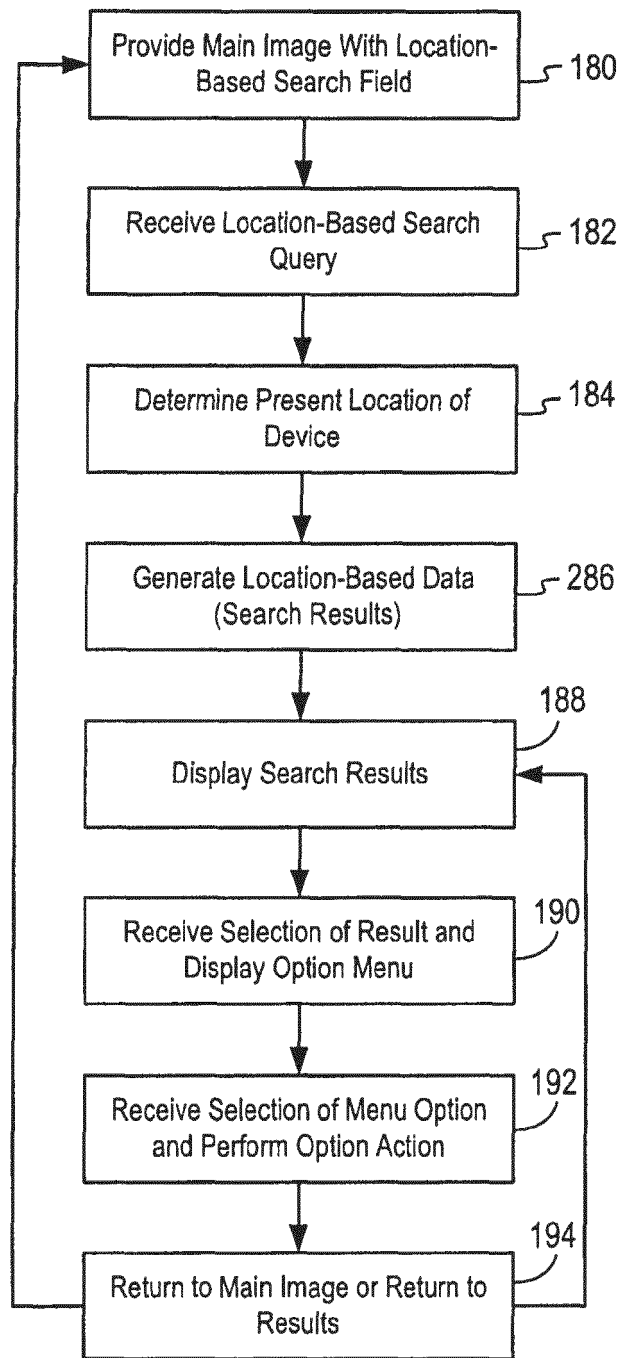 Provide Main Image With Location-
Based Search Field
180
Receive Location-Based Search
Query
182
Determine Present Location of
Device
184
Generate Location-Based Data
(Search Results)
286
188
Display Search Results
190
Receive Selection of Result and
Display Option Menu
192
Receive Selection of Menu Option
and Perform Option Action
194
Return to Main Image or Return to
Results